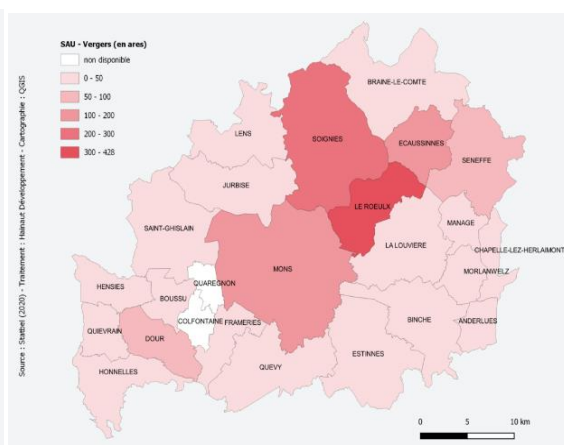 SAU - Vergers (en ares)
non disponible
0 - 50
50 - 100
100 - 200
200 - 300
300 - 428
Source : Statbel (2020) - Traitement : Hainaut Développement - Cartographie : QGIS
BRAINE-LE-COMTE
LENS
SOIGNIES
ECAUSSINNES
SENEFFE
JURBISE
LE ROEULX
SAINT-GHISLAIN
MANAGE
LA LOUVIERE
CHAPELLE-LEZ-HERLAIMONT
MONS
MORLANWELZ
QUAREGNON
HENSIES
BOUSSU
COLFONTAINE
FRAMERIES
BINCHE
ANDERLUES
QUIEVRAIN
DOUR
ESTINNES
QUEVY
HONNELLES
0 5 10 km